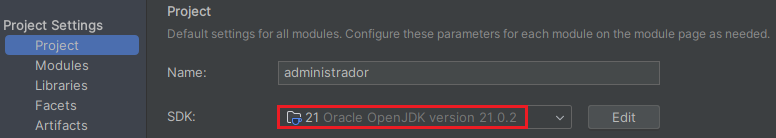 Project Settings
Project
Modules
Libraries
Facets
Artifacts
Project
Default settings for all modules. Configure these parameters for each module on the module page as needed.
Name: administrador
SDK: 21 Oracle OpenJDK version 21.0.2 Edit